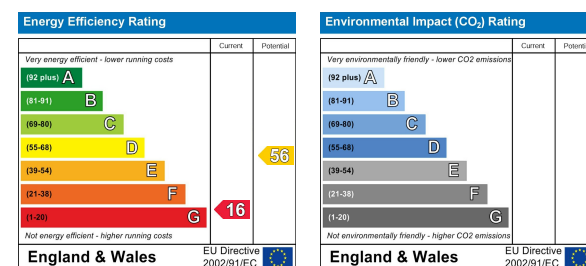 Energy Efficiency Rating
Current Potential
Very energy efficient - lower running costs
(92 plus) A
(81-91) B
(69-80) C
(55-68) D
(39-54) E
(21-38) F
(1-20) G
56
16
Not energy efficient - higher running costs
England & Wales
EU Directive
2002/91/EC
Environmental Impact (CO₂) Rating
Current Potential
Very environmentally friendly - lower CO2 emissions
(92 plus) A
(81-91) B
(69-80) C
(55-68) D
(39-54) E
(21-38) F
(1-20) G
Not environmentally friendly - higher CO2 emissions
England & Wales
EU Directive
2002/91/EC